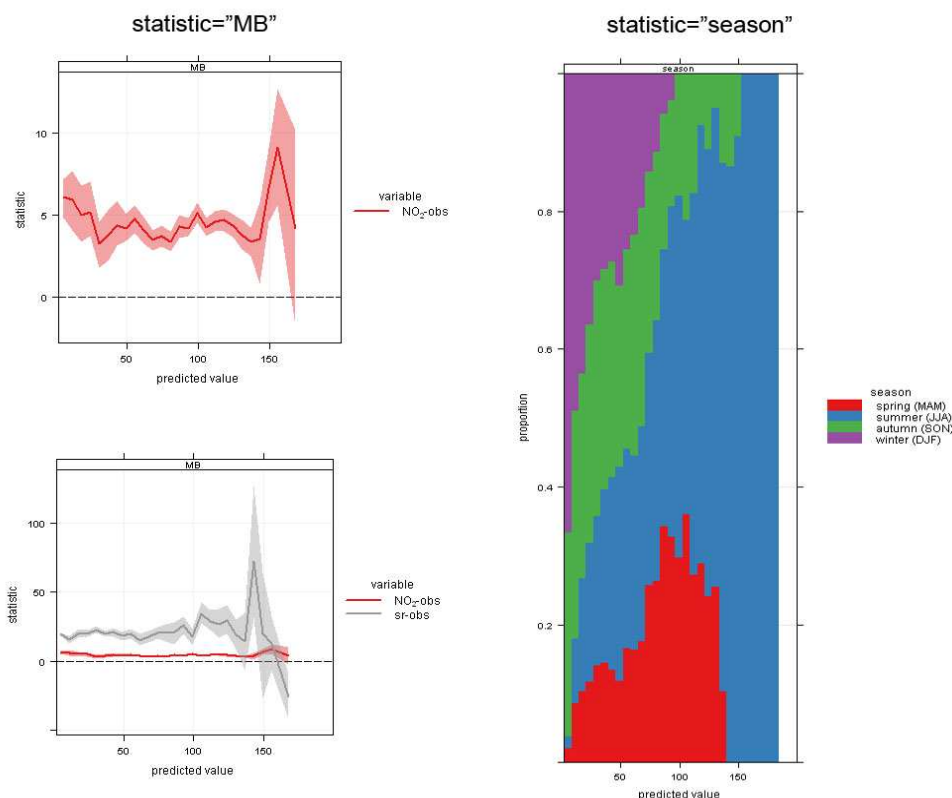 statistic=”MB”
MB
10
5
0
statistic
50
100
150
predicted value
variable
NO₂-obs
MB
100
50
0
statistic
50
100
150
predicted value
variable
NO₂-obs
sr-obs
statistic=”season”
season
0.8
0.6
0.4
0.2
proportion
50
100
150
predicted value
season
spring (MAM)
summer (JJA)
autumn (SON)
winter (DJF)